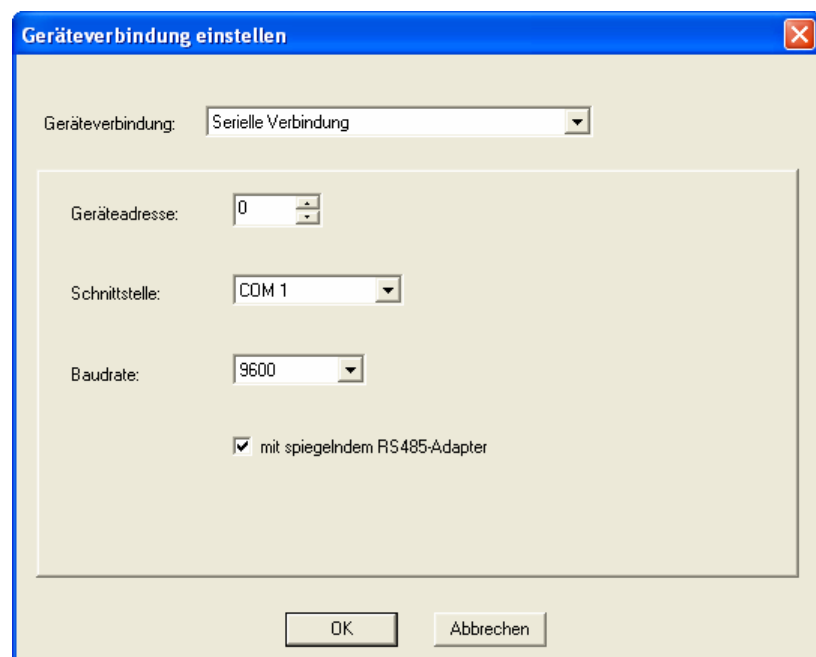 Geräteverbindung einstellen
Geräteverbindung: Serielle Verbindung
Geräteadresse: 0
Schnittstelle: COM 1
Baudrate: 9600
mit spiegelndem RS485-Adapter
OK Abbrechen